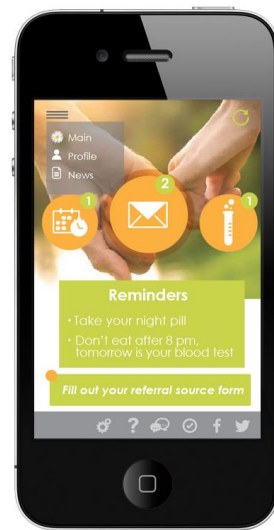 Main
Profile
News
1
2
1
Reminders
· Take your night pill
· Don't eat after 8 pm,
tomorrow is your blood test
Fill out your referral source form